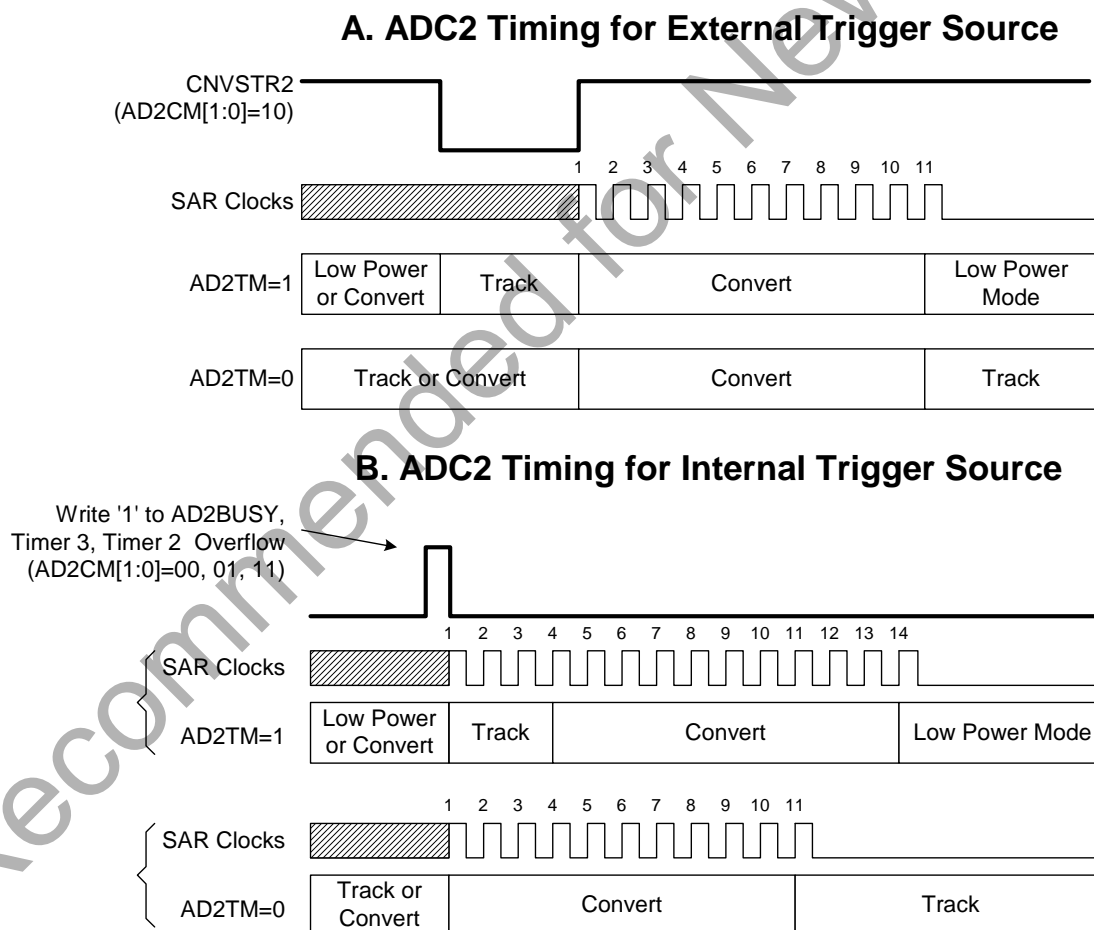 A. ADC2 Timing for External Trigger Source
CNVSTR2
(AD2CM[1:0]=10)
1 2 3 4 5 6 7 8 9 10 11
SAR Clocks
AD2TM=1
Low Power
or Convert
Track
Convert
Low Power
Mode
AD2TM=0
Track or Convert
Convert
Track
B. ADC2 Timing for Internal Trigger Source
Write '1' to AD2BUSY,
Timer 3, Timer 2 Overflow
(AD2CM[1:0]=00, 01, 11)
1 2 3 4 5 6 7 8 9 10 11 12 13 14
SAR Clocks
AD2TM=1
Low Power
or Convert
Track
Convert
Low Power Mode
1 2 3 4 5 6 7 8 9 10 11
SAR Clocks
AD2TM=0
Track or
Convert
Convert
Track
Recommended for New